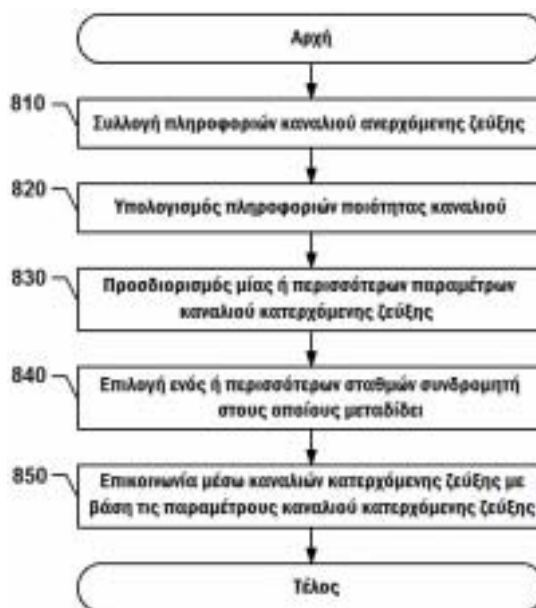 Αρχή
810
Συλλογή πληροφοριών καναλιού ανερχόμενης ζεύξης
820
Υπολογισμός πληροφοριών ποιότητας καναλιού
830
Προσδιορισμός μίας ή περισσότερων παραμέτρων
καναλιού κατερχόμενης ζεύξης
840
Επιλογή ενός ή περισσότερων σταθμών συνδρομητή
στους οποίους μεταδίδει
850
Επικοινωνία μέσω καναλιών κατερχόμενης ζεύξης με
βάση τις παραμέτρους καναλιού κατερχόμενης ζεύξης
Τέλος